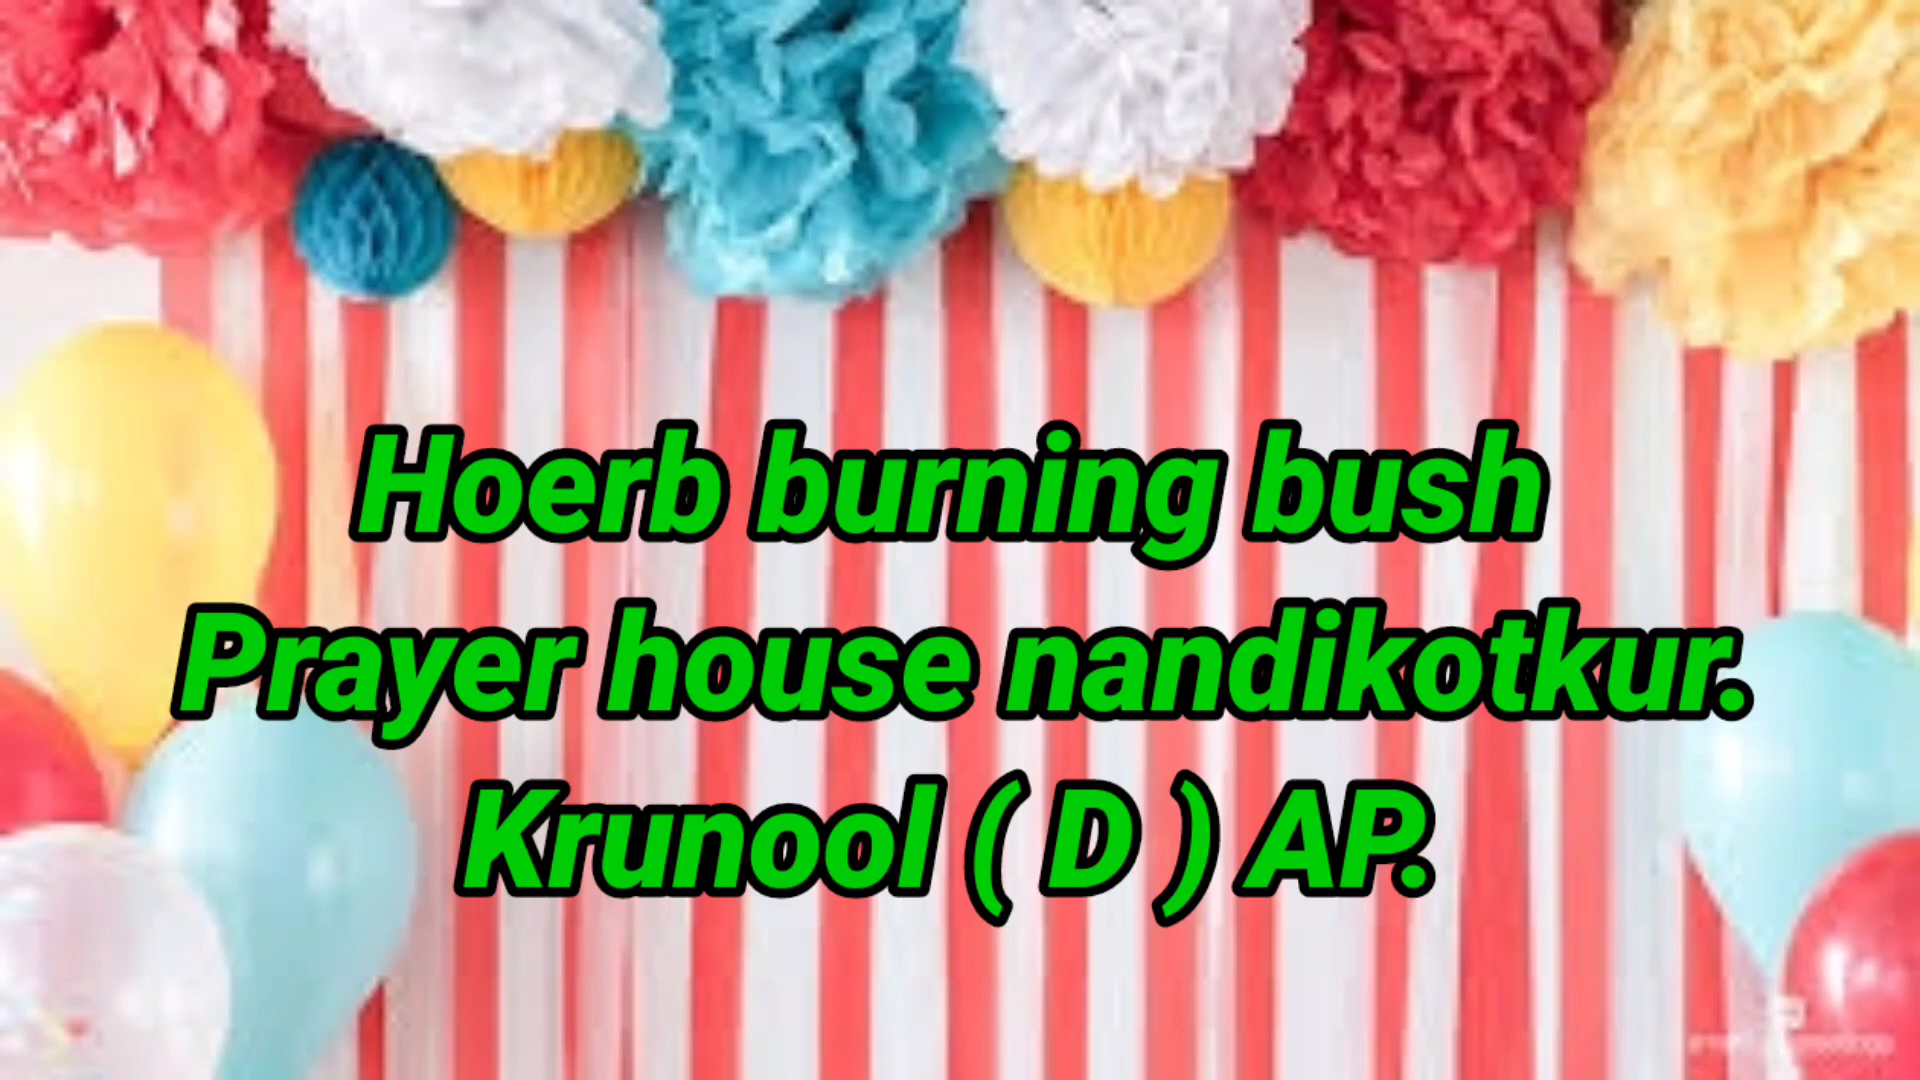 Hoerb burning bush
Prayer house nandikotkur.
Krunool ( D ) AP.